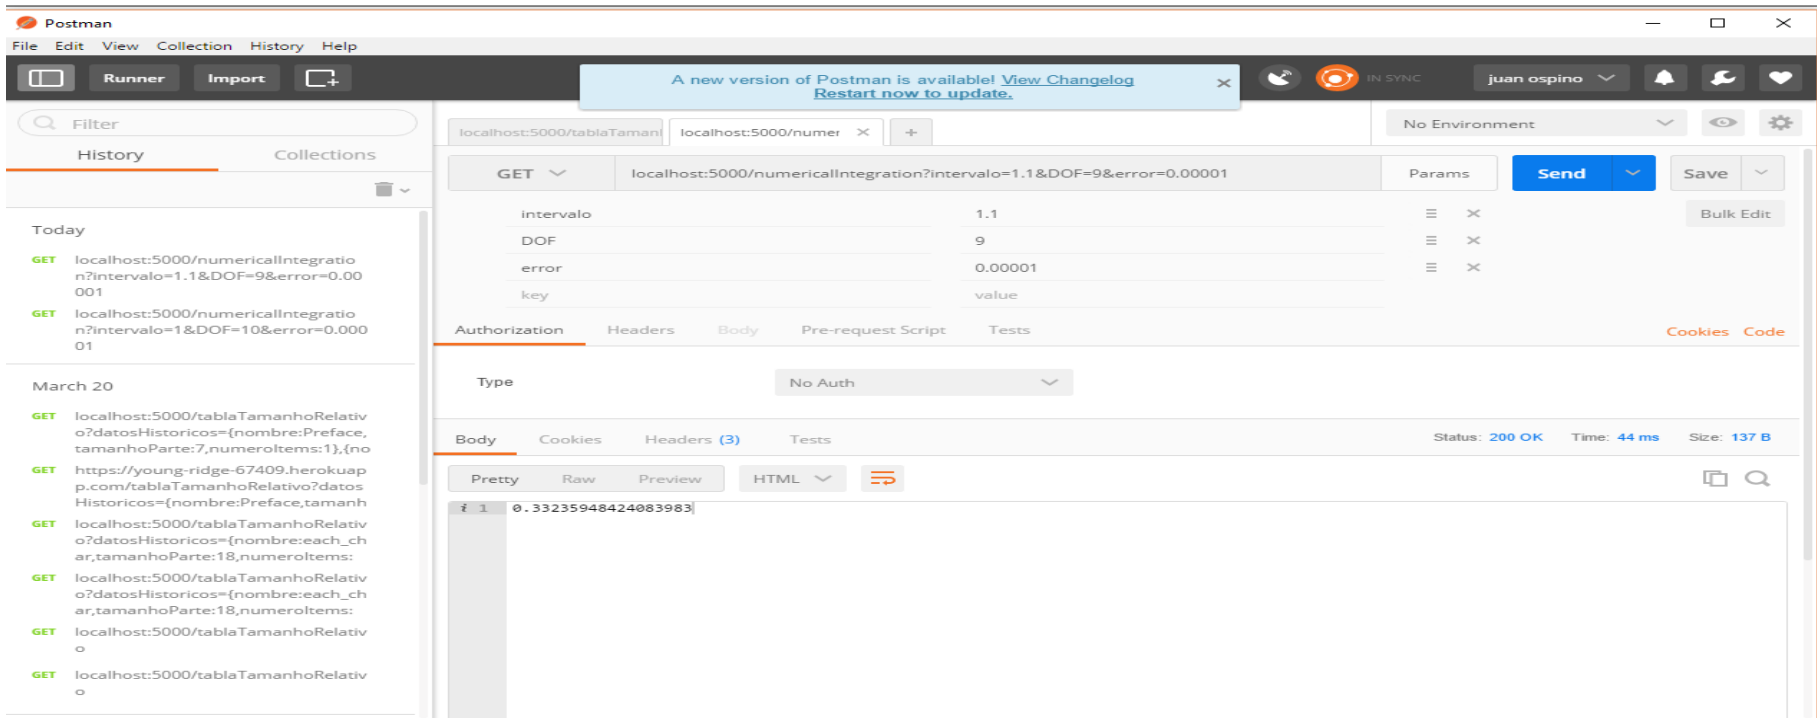 Postman
File Edit View Collection History Help
Runner Import
A new version of Postman is available! View Changelog
Restart now to update.
IN SYNC
juan ospino
Filter
History Collections
Today
GET localhost:5000/numericalIntegratio
n?intervalo=1.1&DOF=9&error=0.00
001
GET localhost:5000/numericalIntegratio
n?intervalo=1&DOF=10&error=0.000
01
March 20
GET localhost:5000/tablaTamanhoRelativ
o?datosHistoricos={nombre:Preface,
tamanhoParte:7,numeroItems:1},{no
GET https://young-ridge-67409.herokuap
p.com/tablaTamanhoRelativo?datos
Historicos={nombre:Preface,tamanh
GET localhost:5000/tablaTamanhoRelativ
o?datosHistoricos={nombre:each_ch
ar,tamanhoParte:18,numeroItems:
GET localhost:5000/tablaTamanhoRelativ
o?datosHistoricos={nombre:each_ch
ar,tamanhoParte:18,numeroItems:
GET localhost:5000/tablaTamanhoRelativ
o
GET localhost:5000/tablaTamanhoRelativ
o
localhost:5000/tablaTaman localhost:5000/numer
No Environment
GET localhost:5000/numericalIntegration?intervalo=1.1&DOF=9&error=0.00001 Params Send Save
intervalo 1.1 Bulk Edit
DOF 9
error 0.00001
key value
Authorization Headers Body Pre-request Script Tests Cookies Code
Type No Auth
Body Cookies Headers (3) Tests Status: 200 OK Time: 44 ms Size: 137 B
Pretty Raw Preview HTML
i 1 0.33235948424083983